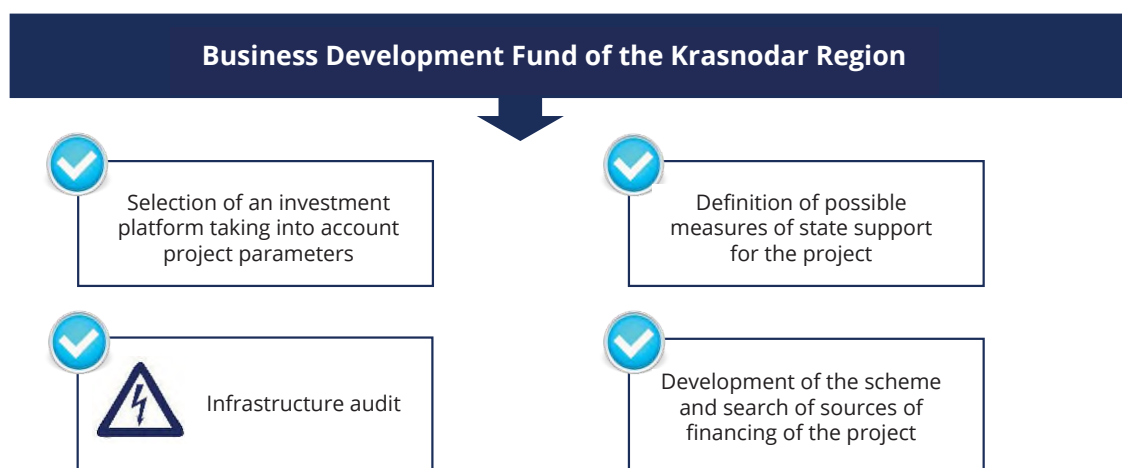 Business Development Fund of the Krasnodar Region
Selection of an investment
platform taking into account
project parameters
Definition of possible
measures of state support
for the project
Infrastructure audit
Development of the scheme
and search of sources of
financing of the project